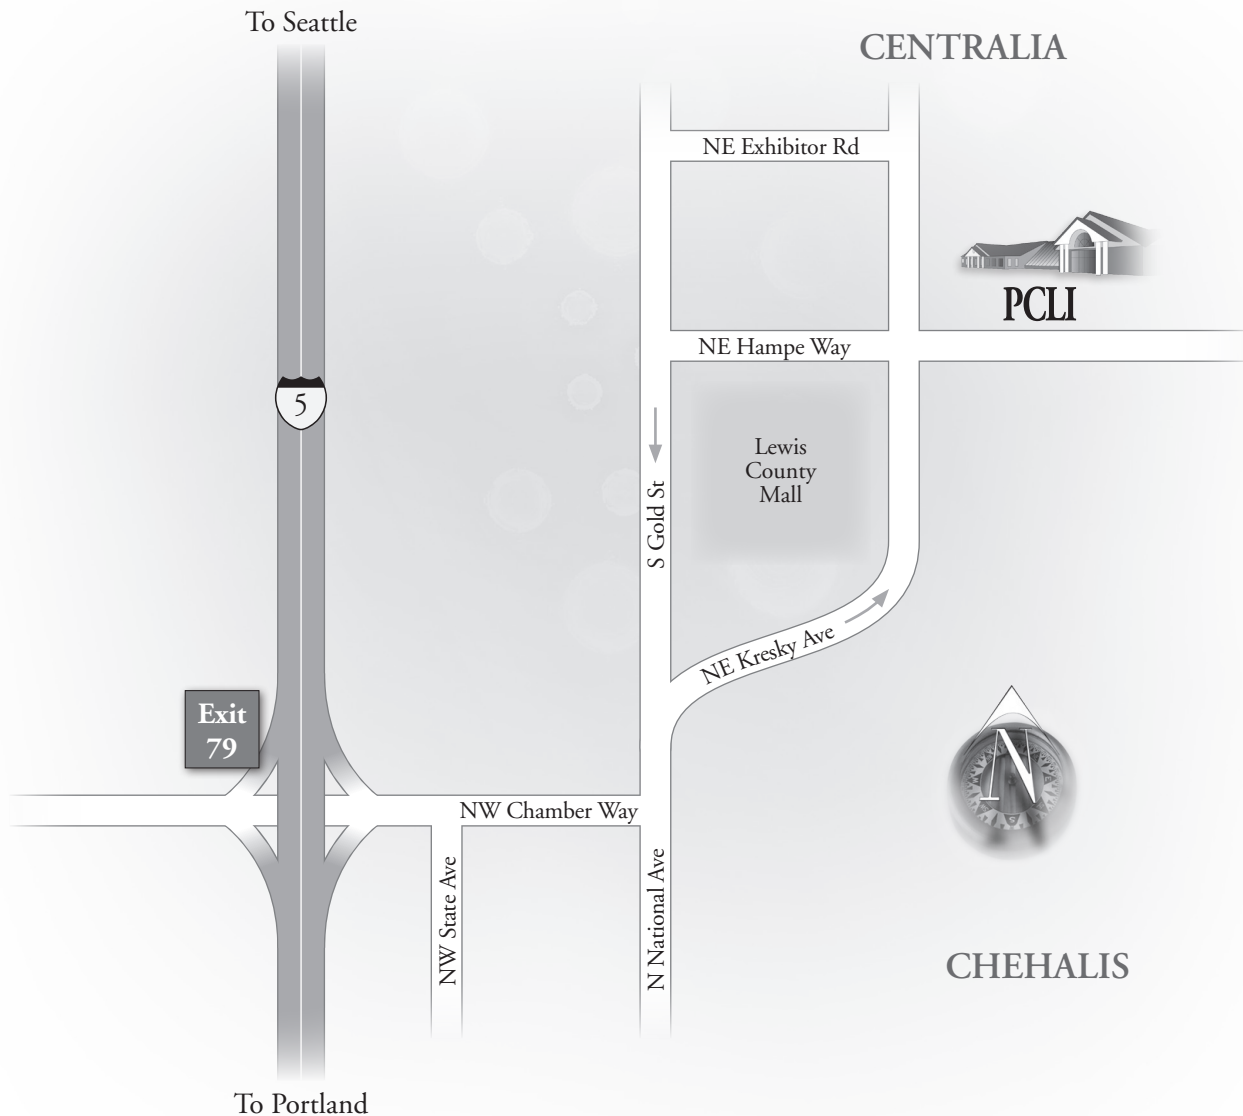 To Seattle
CENTRALIA
NE Exhibitor Rd
PCLI
NE Hampe Way
5
Lewis
County
Mall
S Gold St
NE Kresky Ave
Exit
79
N
NW Chamber Way
NW State Ave
N National Ave
CHEHALIS
To Portland